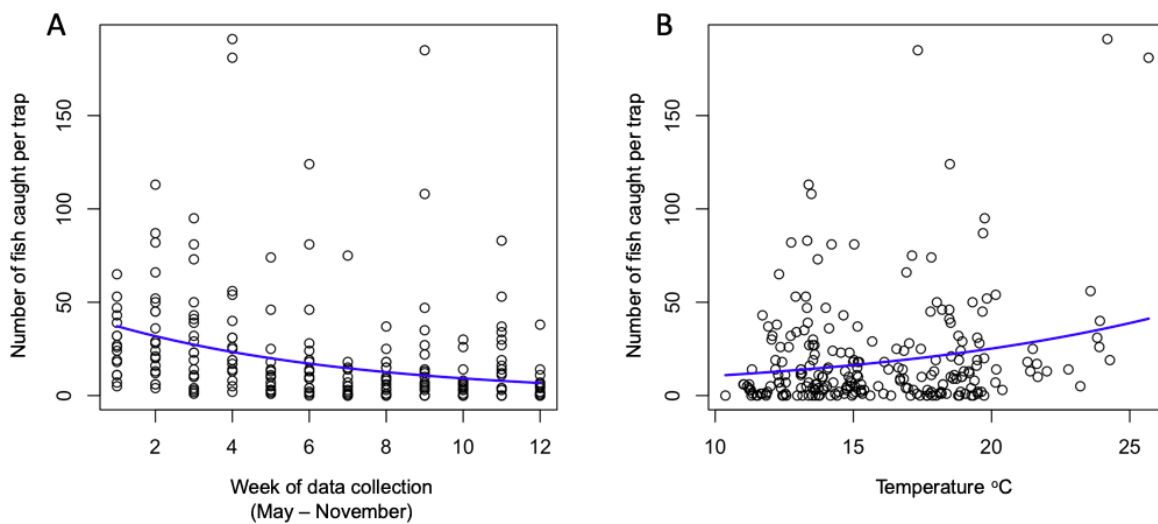 A
Number of fish caught per trap
150
100
50
0
2 4 6 8 10 12
Week of data collection
(May – November)
B
Number of fish caught per trap
150
100
50
0
10 15 20 25
Temperature ºC